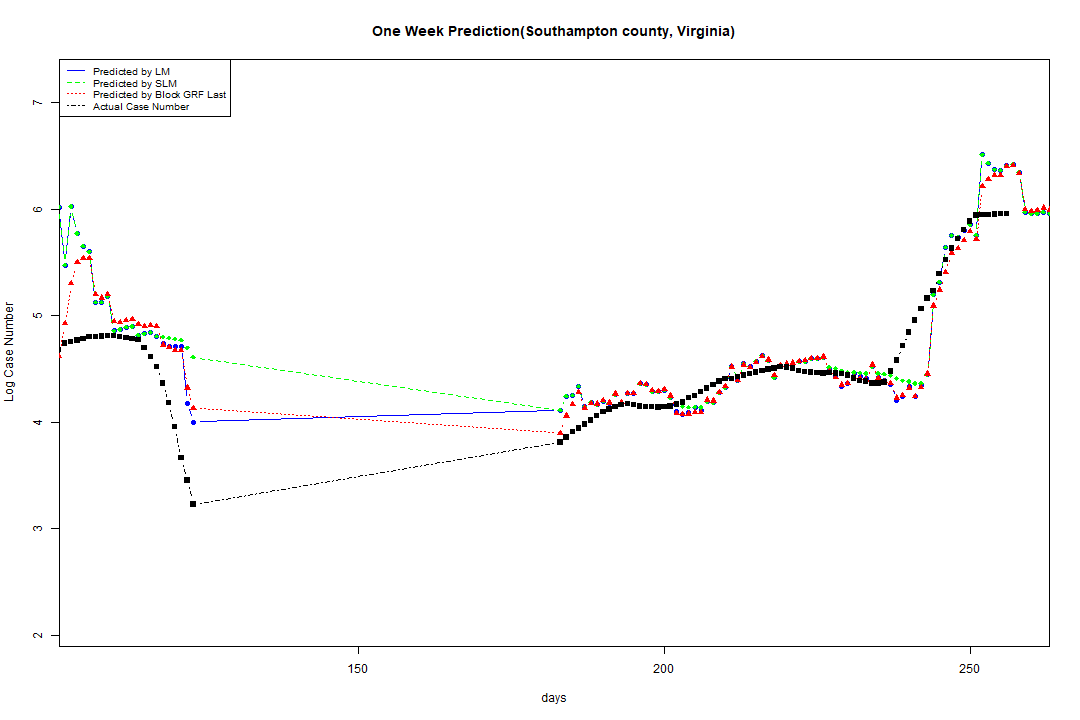 One Week Prediction(Southampton county, Virginia)
Predicted by LM
Predicted by SLM
Predicted by Block GRF Last
Actual Case Number
7
6
5
4
3
2
Log Case Number
150
200
250
days